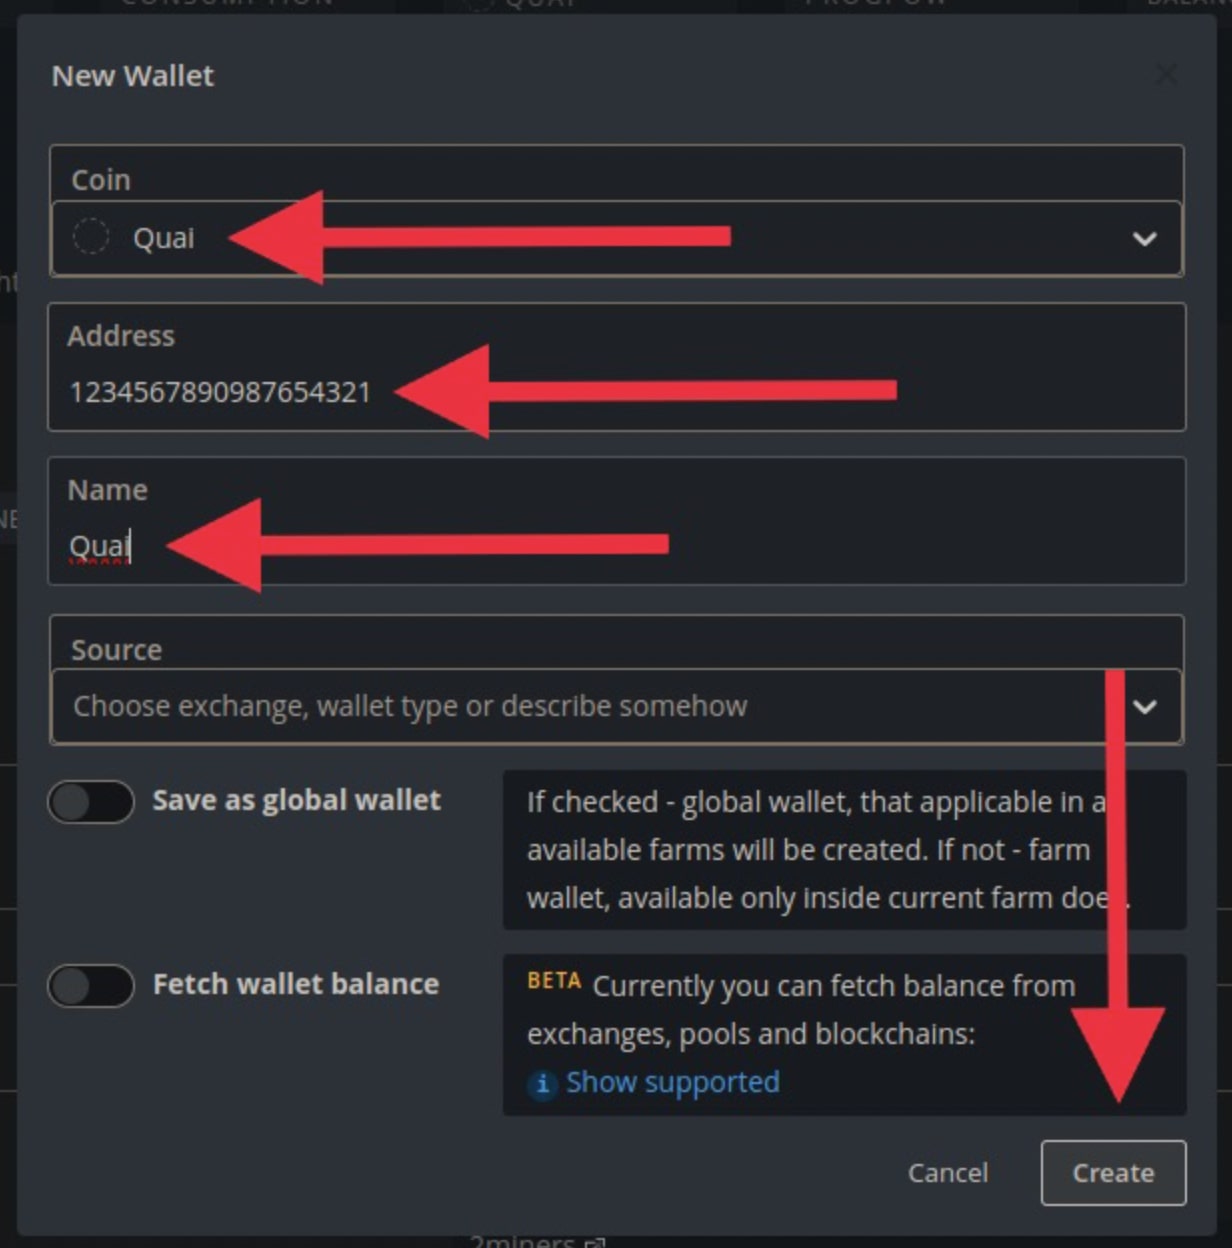 New Wallet
Coin
Quai
Address
1234567890987654321
Name
Quai
Source
Choose exchange, wallet type or describe somehow
Save as global wallet
If checked - global wallet, that applicable in a
available farms will be created. If not - farm
wallet, available only inside current farm doe .
Fetch wallet balance
BETA Currently you can fetch balance from
exchanges, pools and blockchains:
i Show supported
Cancel
Create
2miners